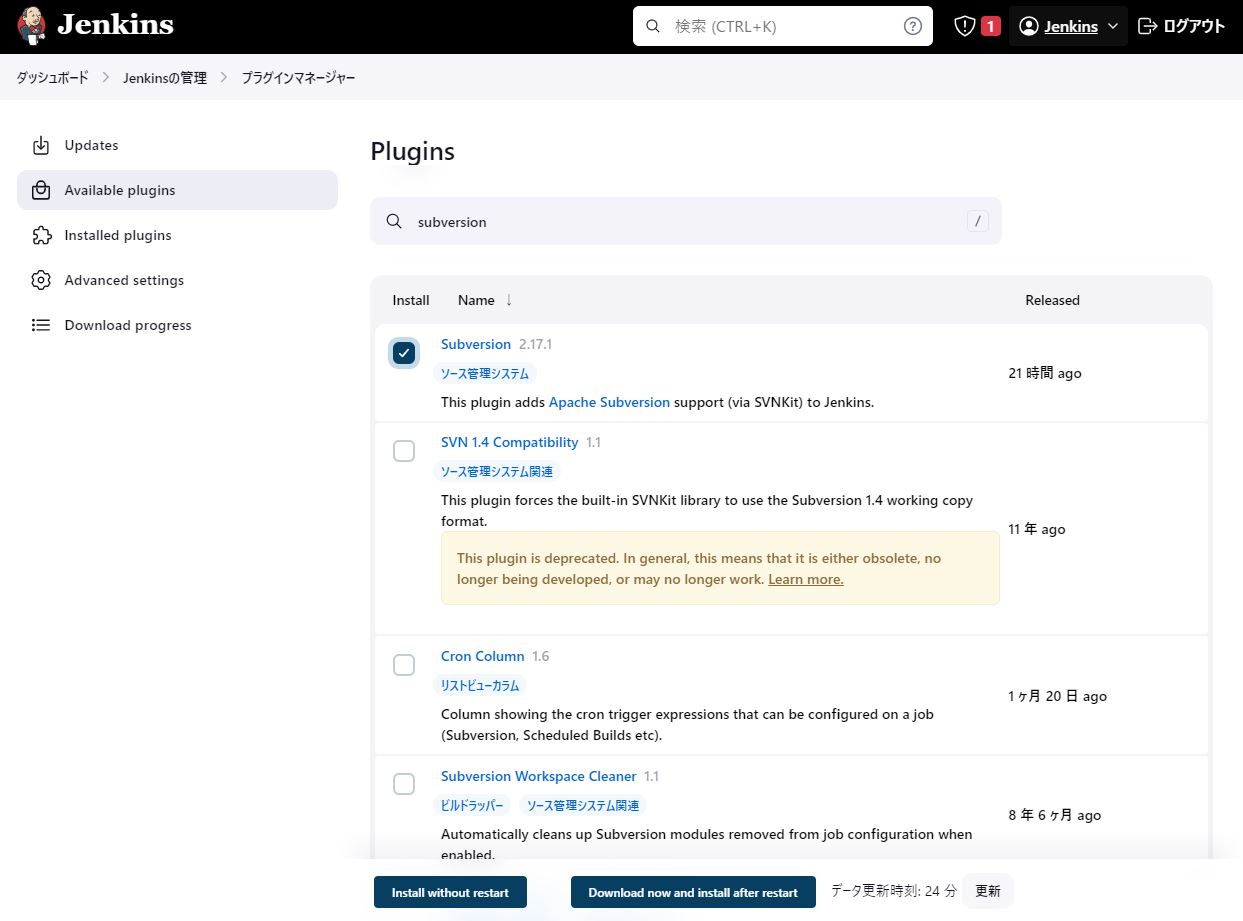 Jenkins
検索 (CTRL+K)
1
Jenkins
ログアウト
ダッシュボード
Jenkinsの管理
プラグインマネージャー
Updates
Available plugins
Installed plugins
Advanced settings
Download progress
Plugins
subversion
/
Install Name ↓ Released
Subversion 2.17.1
ソース管理システム
21 時間 ago
This plugin adds Apache Subversion support (via SVNKit) to Jenkins.
SVN 1.4 Compatibility 1.1
ソース管理システム関連
This plugin forces the built-in SVNKit library to use the Subversion 1.4 working copy
format.
11 年 ago
This plugin is deprecated. In general, this means that it is either obsolete, no
longer being developed, or may no longer work. Learn more.
Cron Column 1.6
リストビューカラム
1 ヶ月 20 日 ago
Column showing the cron trigger expressions that can be configured on a job
(Subversion, Scheduled Builds etc).
Subversion Workspace Cleaner 1.1
ビルドラッパー ソース管理システム関連
8 年 6 ヶ月 ago
Automatically cleans up Subversion modules removed from job configuration when
enabled.
Install without restart
Download now and install after restart
データ更新時刻: 24 分
更新